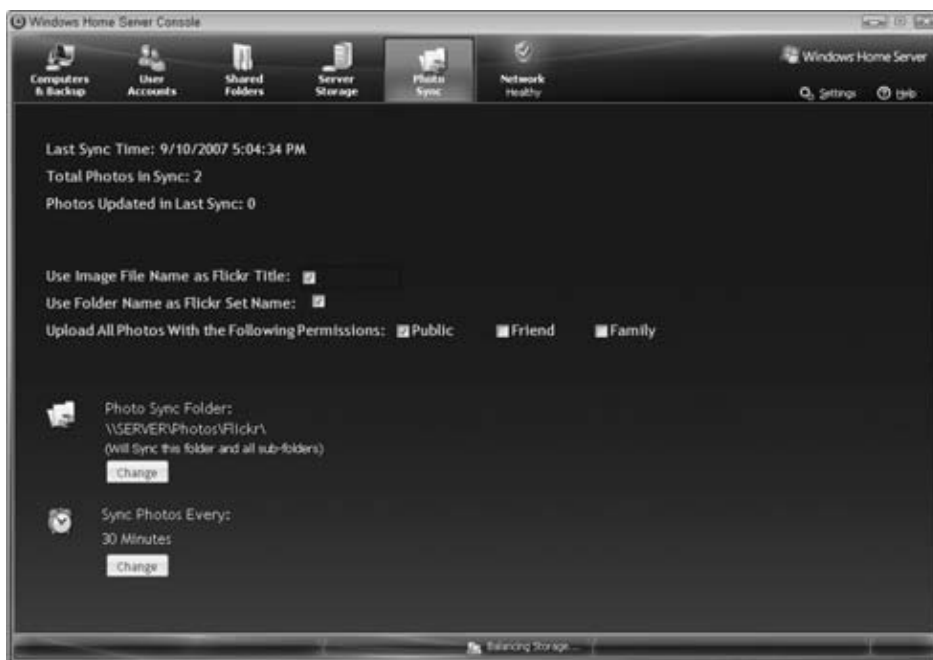 Windows Home Server Console
Computers & Backup
User Accounts
Shared Folders
Server Storage
Photo Sync
Network Healthy
Windows Home Server
Settings
Help
Last Sync Time: 9/10/2007 5:04:34 PM
Total Photos In Sync: 2
Photos Updated in Last Sync: 0
Use Image File Name as Flickr Title:
Use Folder Name as Flickr Set Name:
Upload All Photos With the Following Permissions: Public Friend Family
Photo Sync Folder:
\\SERVER\Photos\Flickr\
(Will Sync this folder and all sub-folders)
Change
Sync Photos Every:
30 Minutes
Change
Balancing Storage...